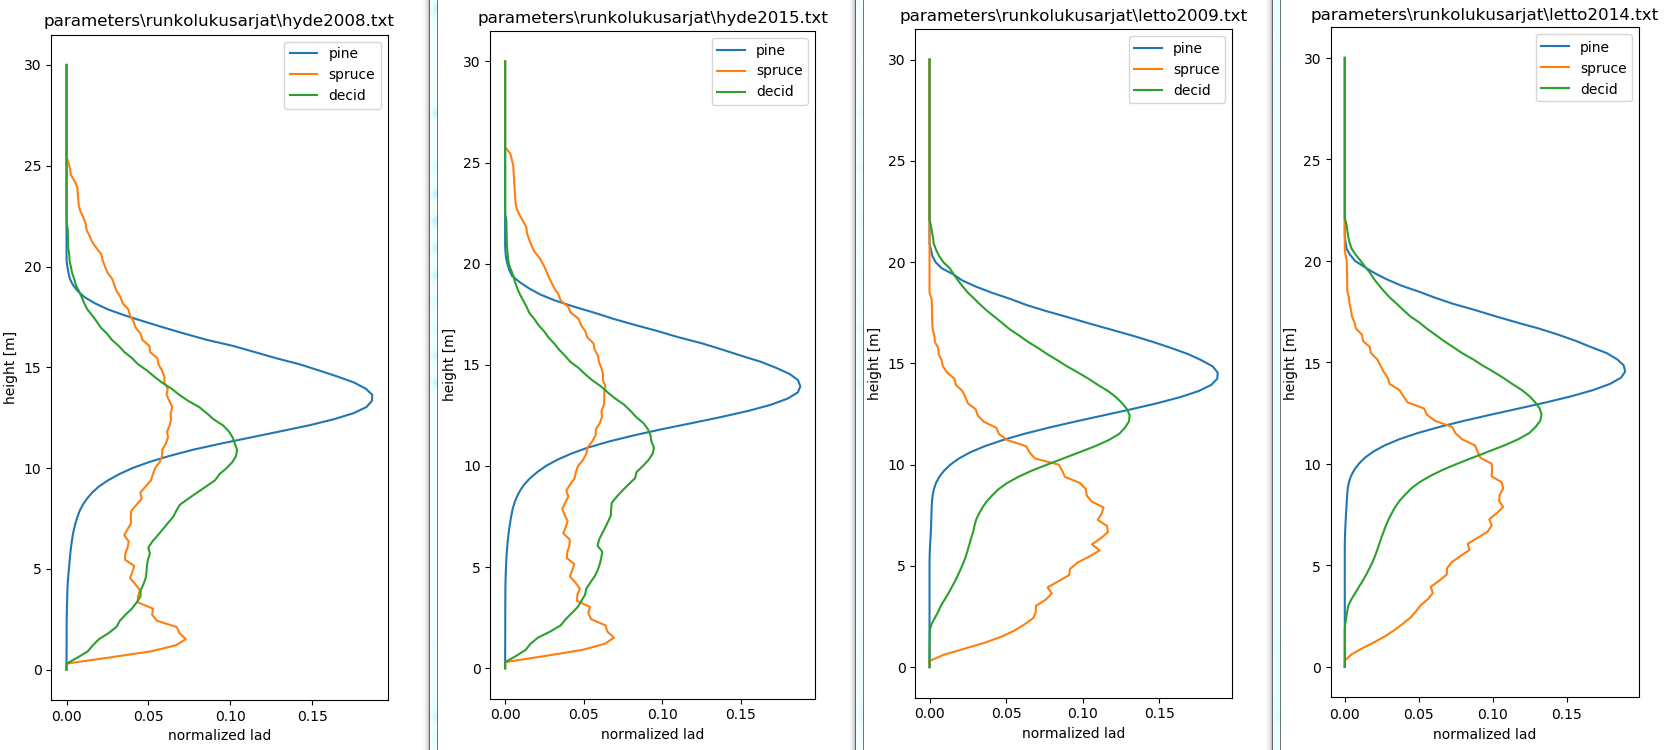 parameters\runkolukusarjat\hyde2008.txt
pine
spruce
decid
30
25
20
15
10
5
0
height [m]
0.00 0.05 0.10 0.15
normalized lad
parameters\runkolukusarjat\hyde2015.txt
pine
spruce
decid
30
25
20
15
10
5
0
height [m]
0.00 0.05 0.10 0.15
normalized lad
parameters\runkolukusarjat\letto2009.txt
pine
spruce
decid
30
25
20
15
10
5
0
height [m]
0.00 0.05 0.10 0.15
normalized lad
parameters\runkolukusarjat\letto2014.txt
pine
spruce
decid
30
25
20
15
10
5
0
height [m]
0.00 0.05 0.10 0.15
normalized lad